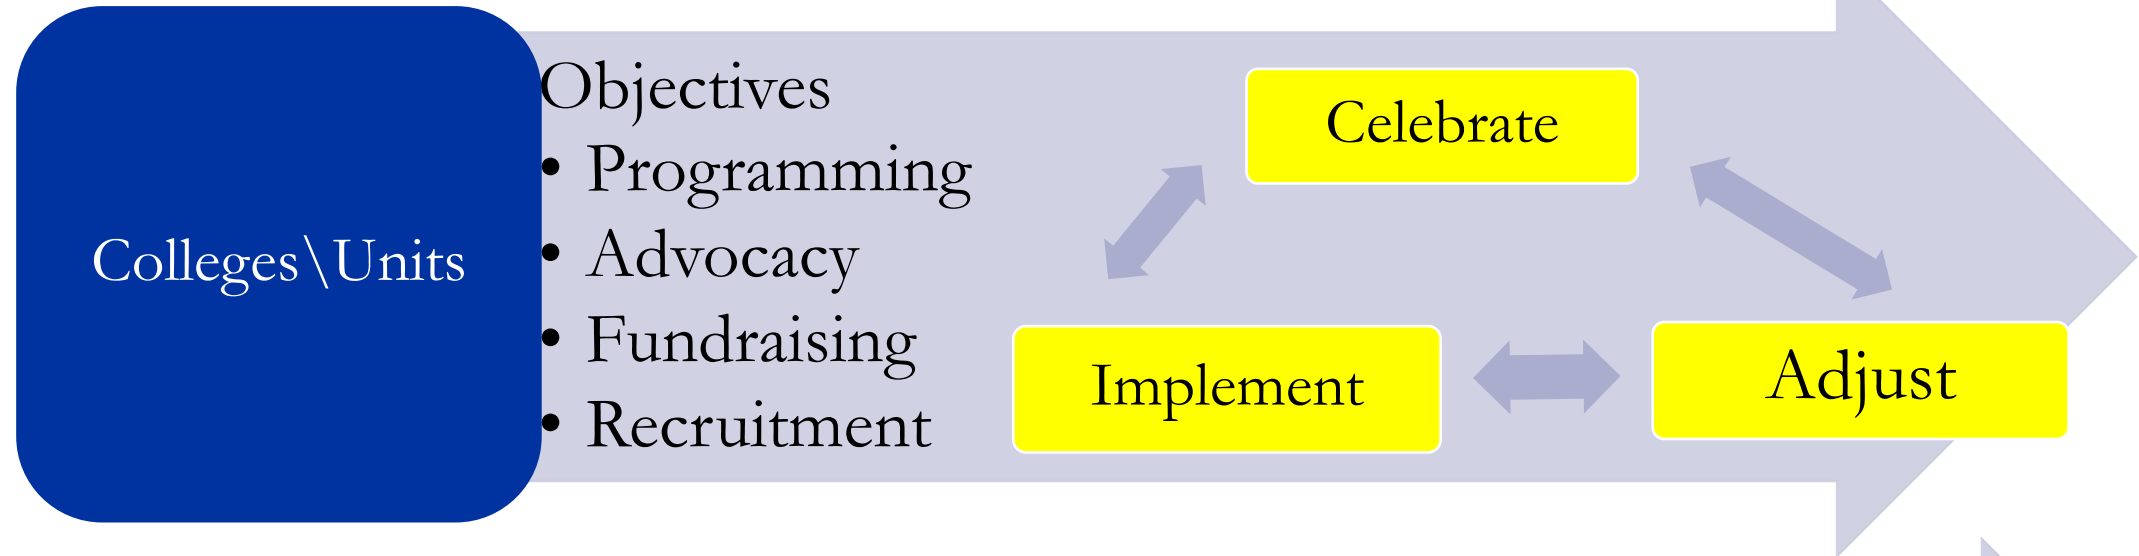 Colleges\Units
Objectives
• Programming
• Advocacy
• Fundraising
• Recruitment
Celebrate
Implement
Adjust